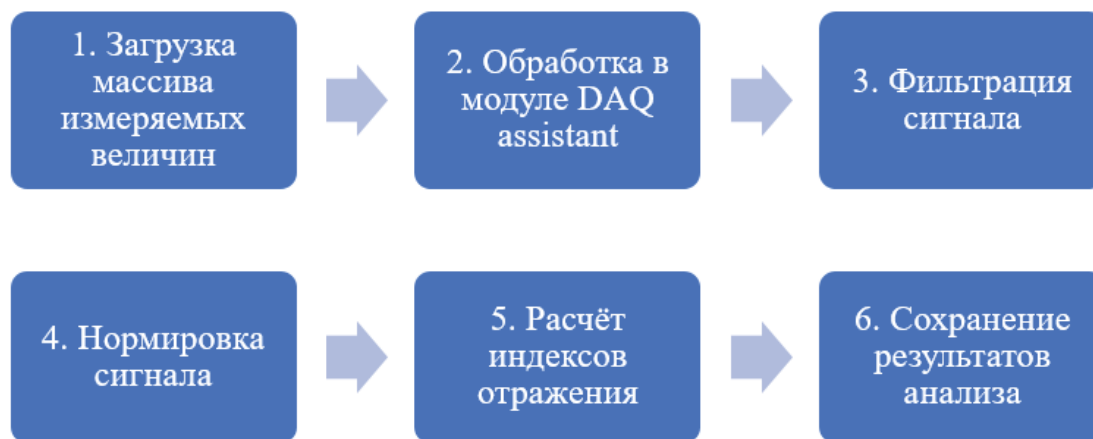 1. Загрузка
массива
измеряемых
величин
2. Обработка в
модуле DAQ
assistant
3. Фильтрация
сигнала
4. Нормировка
сигнала
5. Расчёт
индексов
отражения
6. Сохранение
результатов
анализа